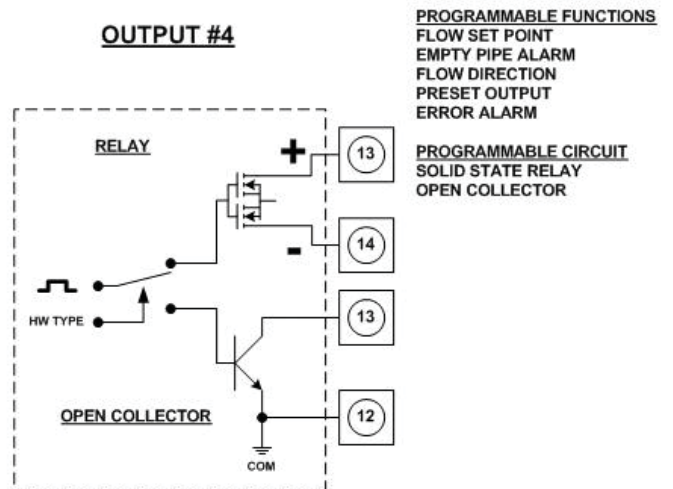 OUTPUT #4
PROGRAMMABLE FUNCTIONS
FLOW SET POINT
EMPTY PIPE ALARM
FLOW DIRECTION
PRESET OUTPUT
ERROR ALARM
PROGRAMMABLE CIRCUIT
SOLID STATE RELAY
OPEN COLLECTOR
RELAY
+
13
-
14
HW TYPE
13
OPEN COLLECTOR
12
COM